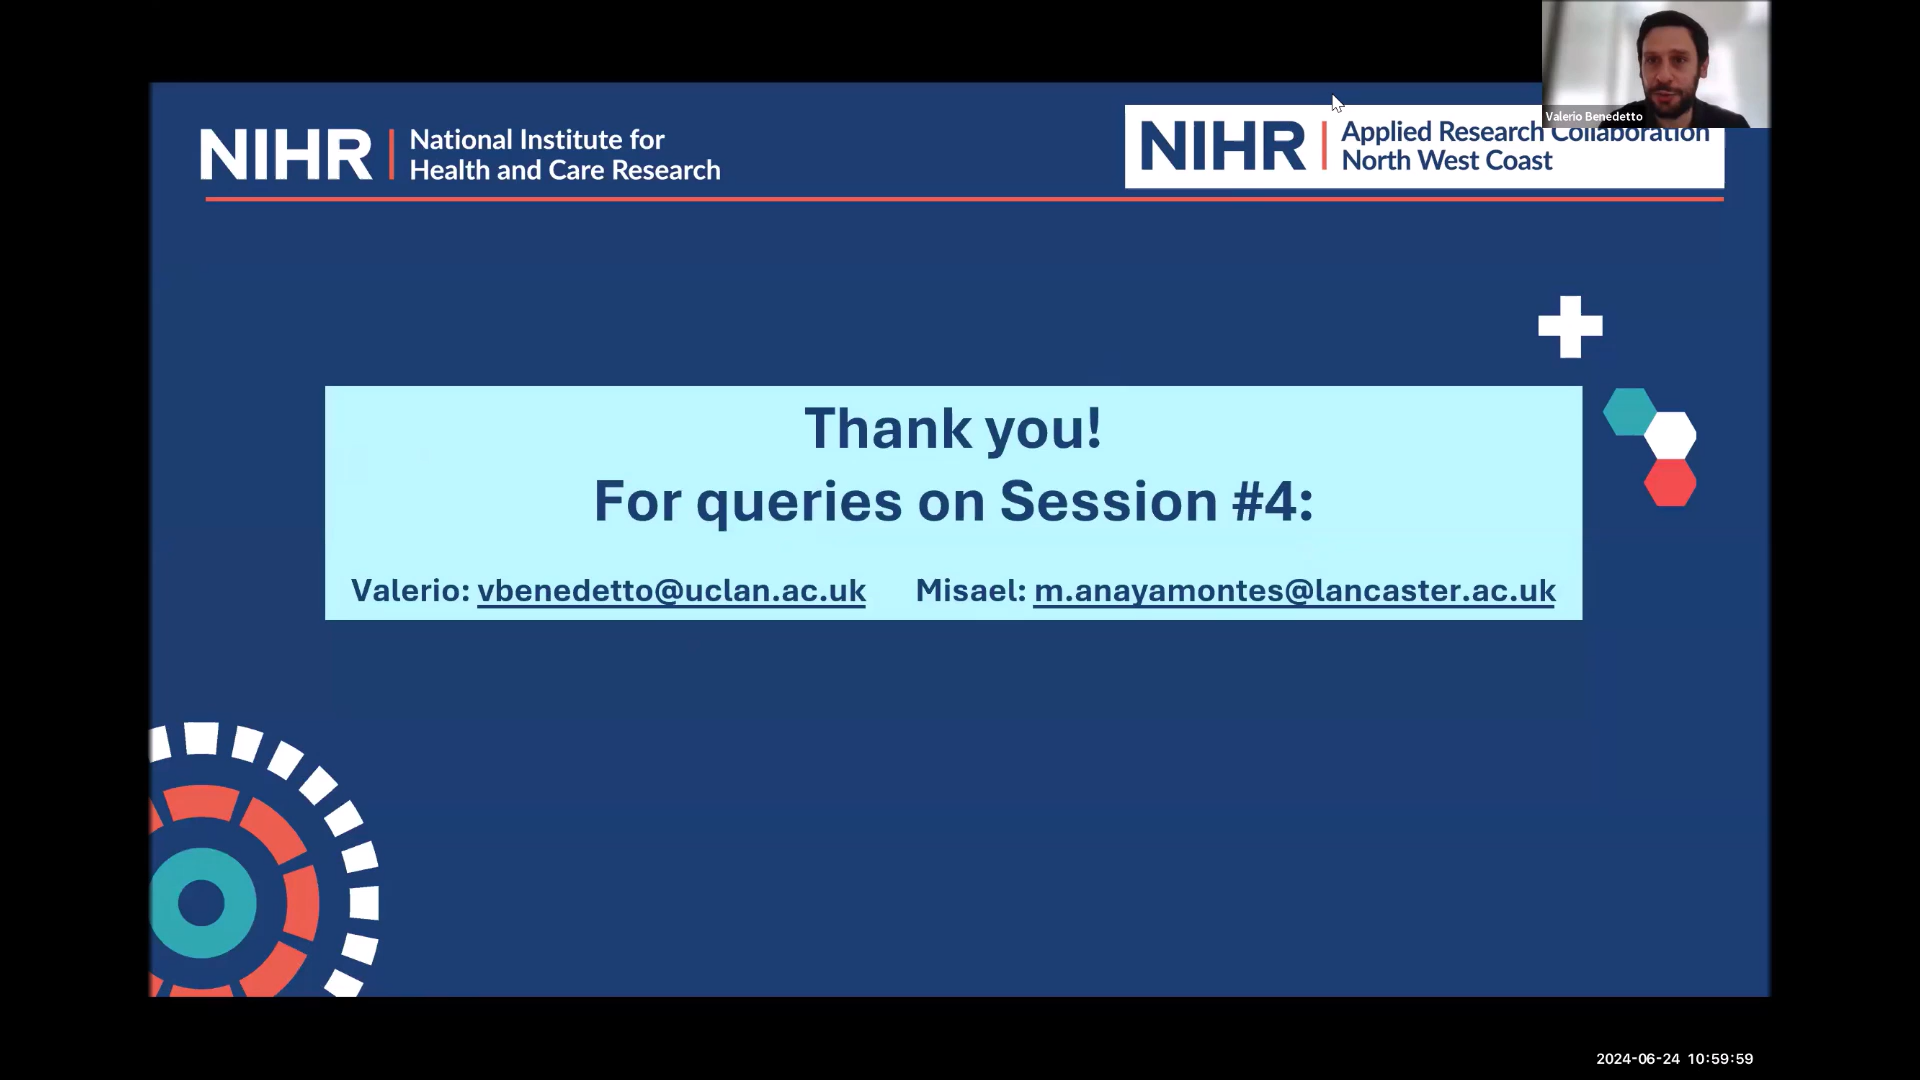 NIHR | National Institute for
Health and Care Research
NIHR | Applied Research Collaboration
North West Coast
Valerio Benedetto
Thank you!
For queries on Session #4:
Valerio: vbenedetto@uclan.ac.uk Misael: m.anayamontes@lancaster.ac.uk
2024-06-24 10:59:59